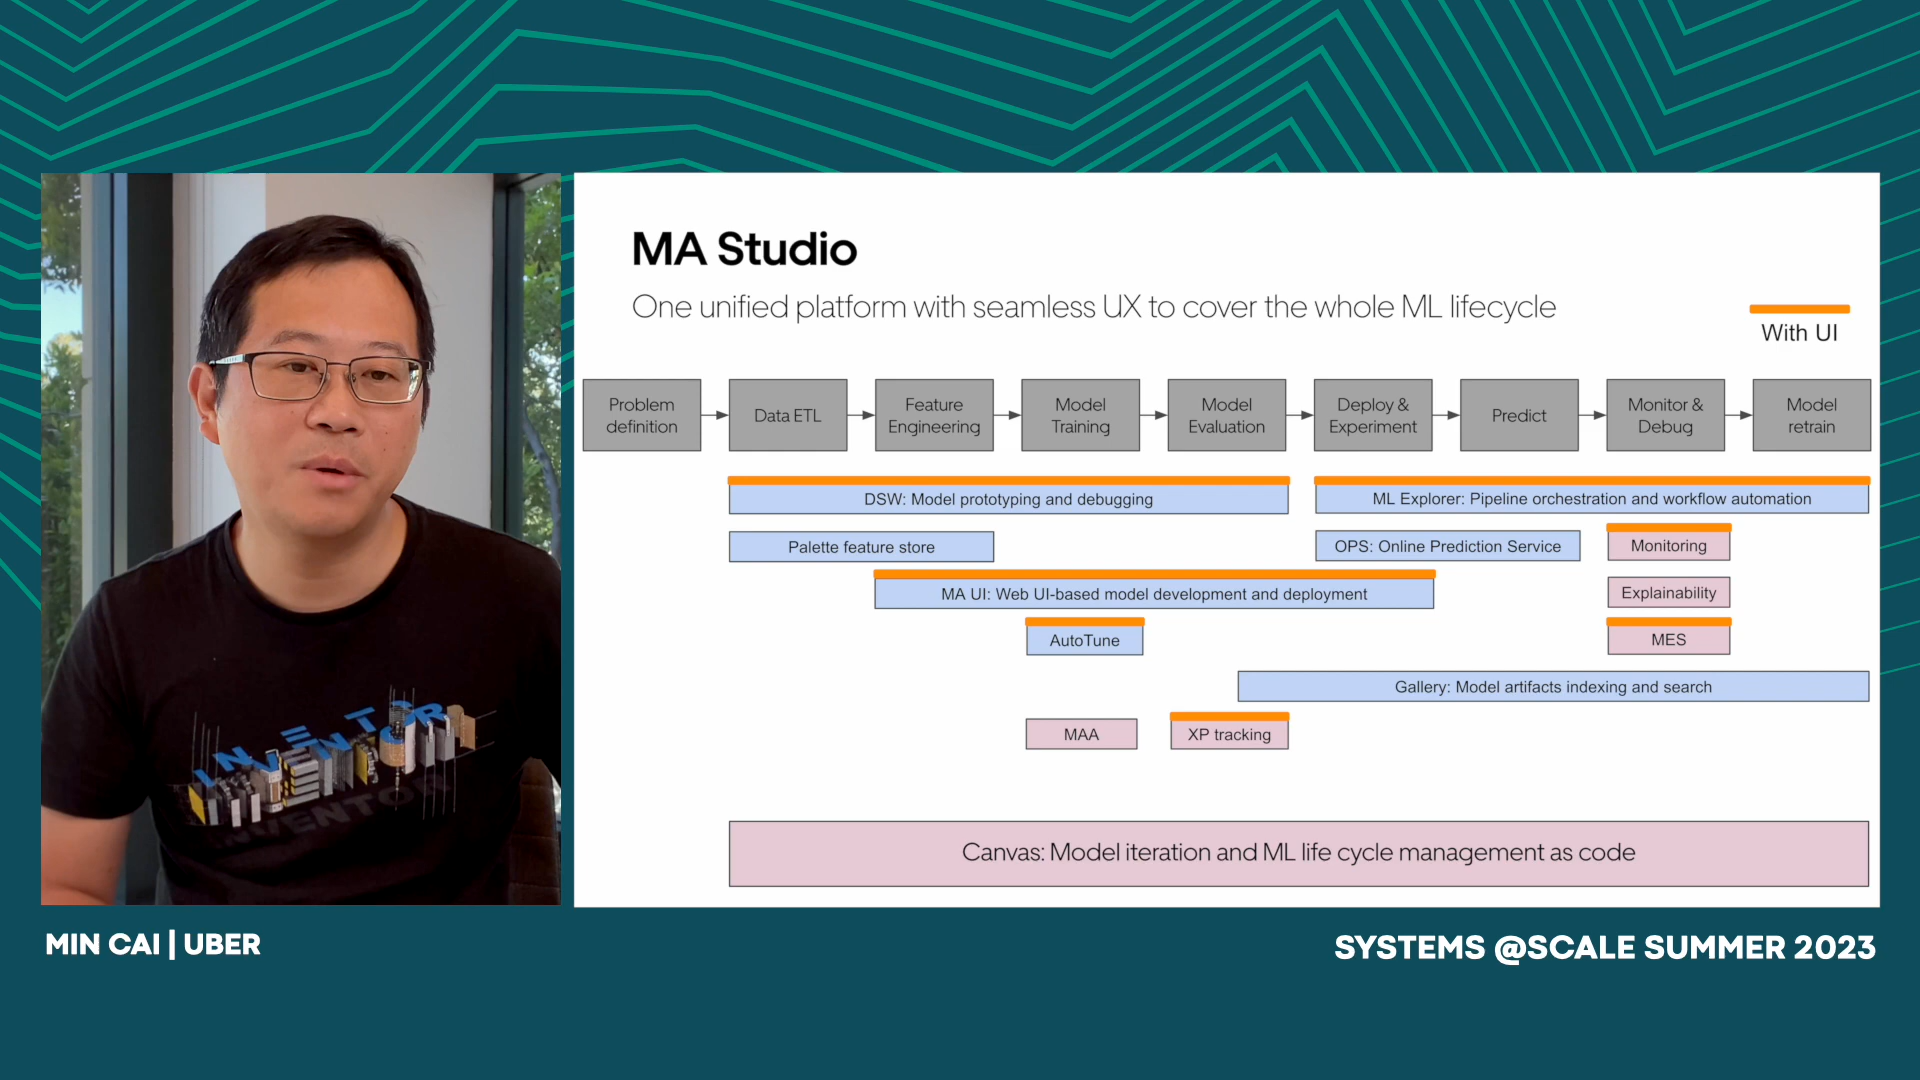 MA Studio
One unified platform with seamless UX to cover the whole ML lifecycle
With UI
Problem
definition
Data ETL
Feature
Engineering
Model
Training
Model
Evaluation
Deploy &
Experiment
Predict
Monitor &
Debug
Model
retrain
DSW: Model prototyping and debugging
ML Explorer: Pipeline orchestration and workflow automation
Palette feature store
OPS: Online Prediction Service
Monitoring
MA UI: Web UI-based model development and deployment
Explainability
AutoTune
MES
Gallery: Model artifacts indexing and search
MAA
XP tracking
Canvas: Model iteration and ML life cycle management as code
INVENTOR
INVENTOR
MIN CAI | UBER
SYSTEMS @SCALE SUMMER 2023